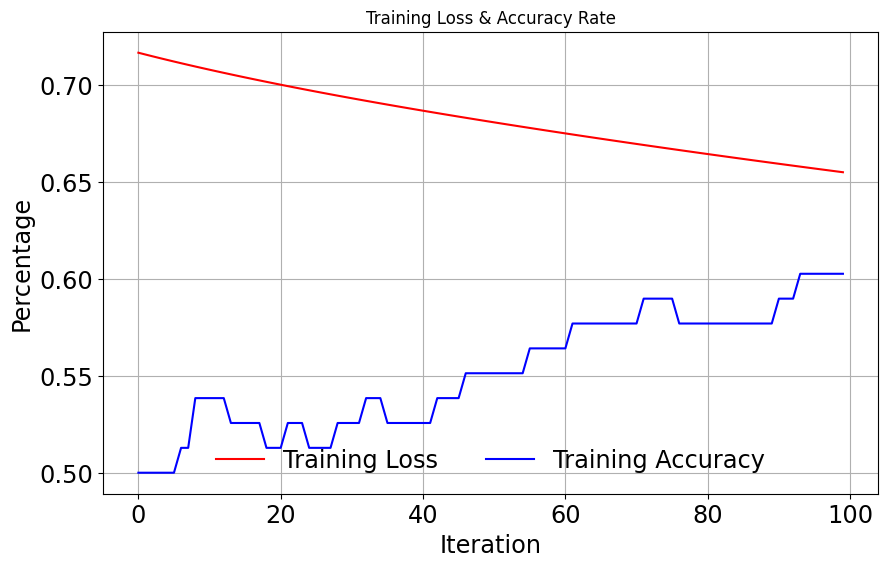 Training Loss & Accuracy Rate
Percentage
0.70
0.65
0.60
0.55
0.50
Training Loss
Training Accuracy
0
20
40
60
80
100
Iteration